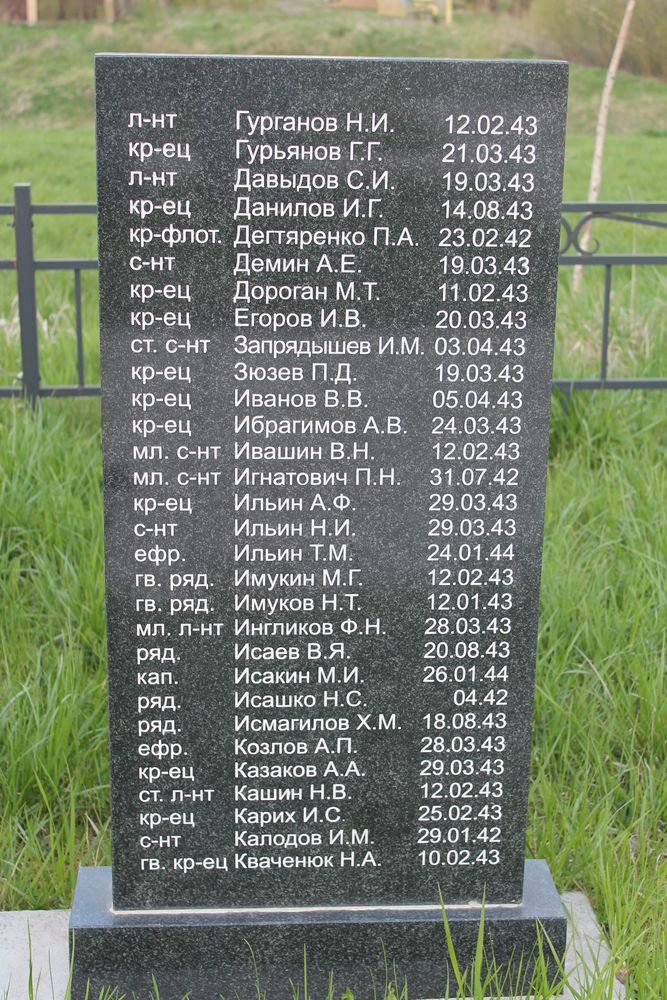 л-нт Гурганов Н.И. 12.02.43
кр-ец Гурьянов Г.Г. 21.03.43
л-нт Давыдов С.И. 19.03.43
кр-ец Данилов И.Г. 14.08.43
кр-флот. Дегтяренко П.А. 23.02.42
с-нт Демин А.Е. 19.03.43
кр-ец Дороган М.Т. 11.02.43
кр-ец Егоров И.В. 20.03.43
ст. с-нт Запрядышев И.М. 03.04.43
кр-ец Зюзев П.Д. 19.03.43
кр-ец Иванов В.В. 05.04.43
кр-ец Ибрагимов А.В. 24.03.43
мл. с-нт Ивашин В.Н. 12.02.43
мл. с-нт Игнатович П.Н. 31.07.42
кр-ец Ильин А.Ф. 29.03.43
с-нт Ильин Н.И. 29.03.43
ефр. Ильин Т.М. 24.01.44
гв. ряд. Имукин М.Г. 12.02.43
гв. ряд. Имуков Н.Т. 12.01.43
мл. л-нт Ингликов Ф.Н. 28.03.43
ряд. Исаев В.Я. 20.08.43
кап. Исакин М.И. 26.01.44
ряд. Исашко Н.С. 04.42
ряд. Исмагилов Х.М. 18.08.43
ефр. Козлов А.П. 28.03.43
кр-ец Казаков А.А. 29.03.43
ст. л-нт Кашин Н.В. 12.02.43
кр-ец Карих И.С. 25.02.43
с-нт Калодов И.М. 29.01.42
гв. кр-ец Кваченюк Н.А. 10.02.43